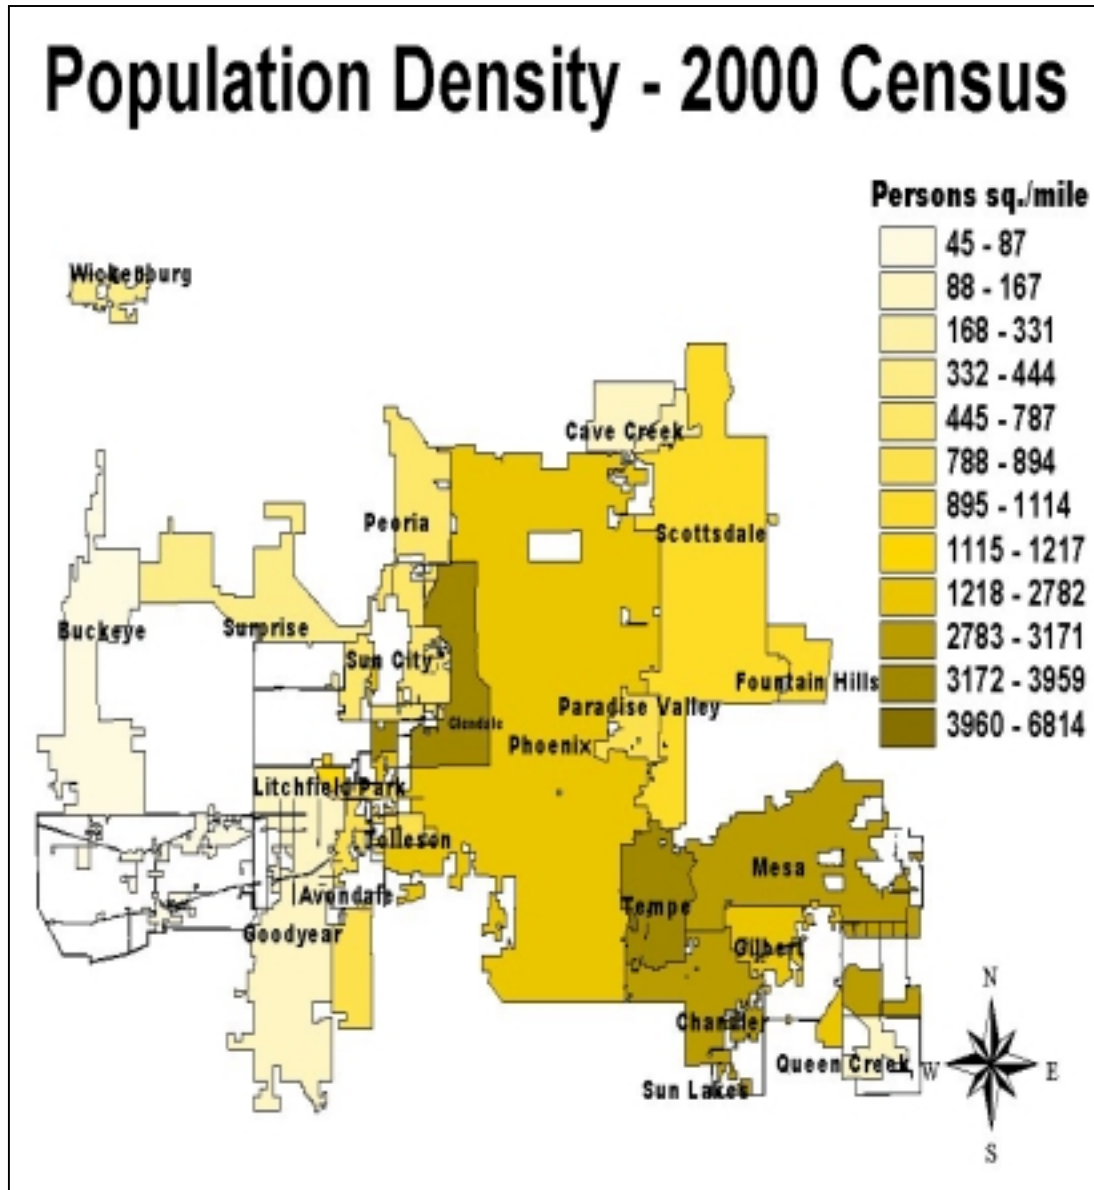 Population Density - 2000 Census
Persons sq./mile
45 - 87
88 - 167
168 - 331
332 - 444
445 - 787
788 - 894
895 - 1114
1115 - 1217
1218 - 2782
2783 - 3171
3172 - 3959
3960 - 6814
Wickenburg
Cave Creek
Peoria
Scottsdale
Buckeye
Surprise
Sun City
Fountain Hills
Paradise Valley
Glendale
Phoenix
Litchfield Park
Tolleson
Mesa
Avondale
Tempe
Goodyear
Gilbert
Chandler
Queen Creek
Sun Lakes
N
W
E
S